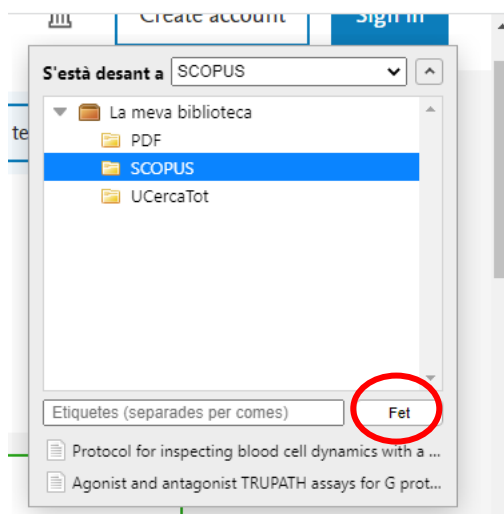 Create account
Sign in
S'està desant a SCOPUS
La meva biblioteca
te
PDF
SCOPUS
UCercaTot
Etiquetes (separades per comes)
Fet
Protocol for inspecting blood cell dynamics with a ...
Agonist and antagonist TRUPATH assays for G prot...